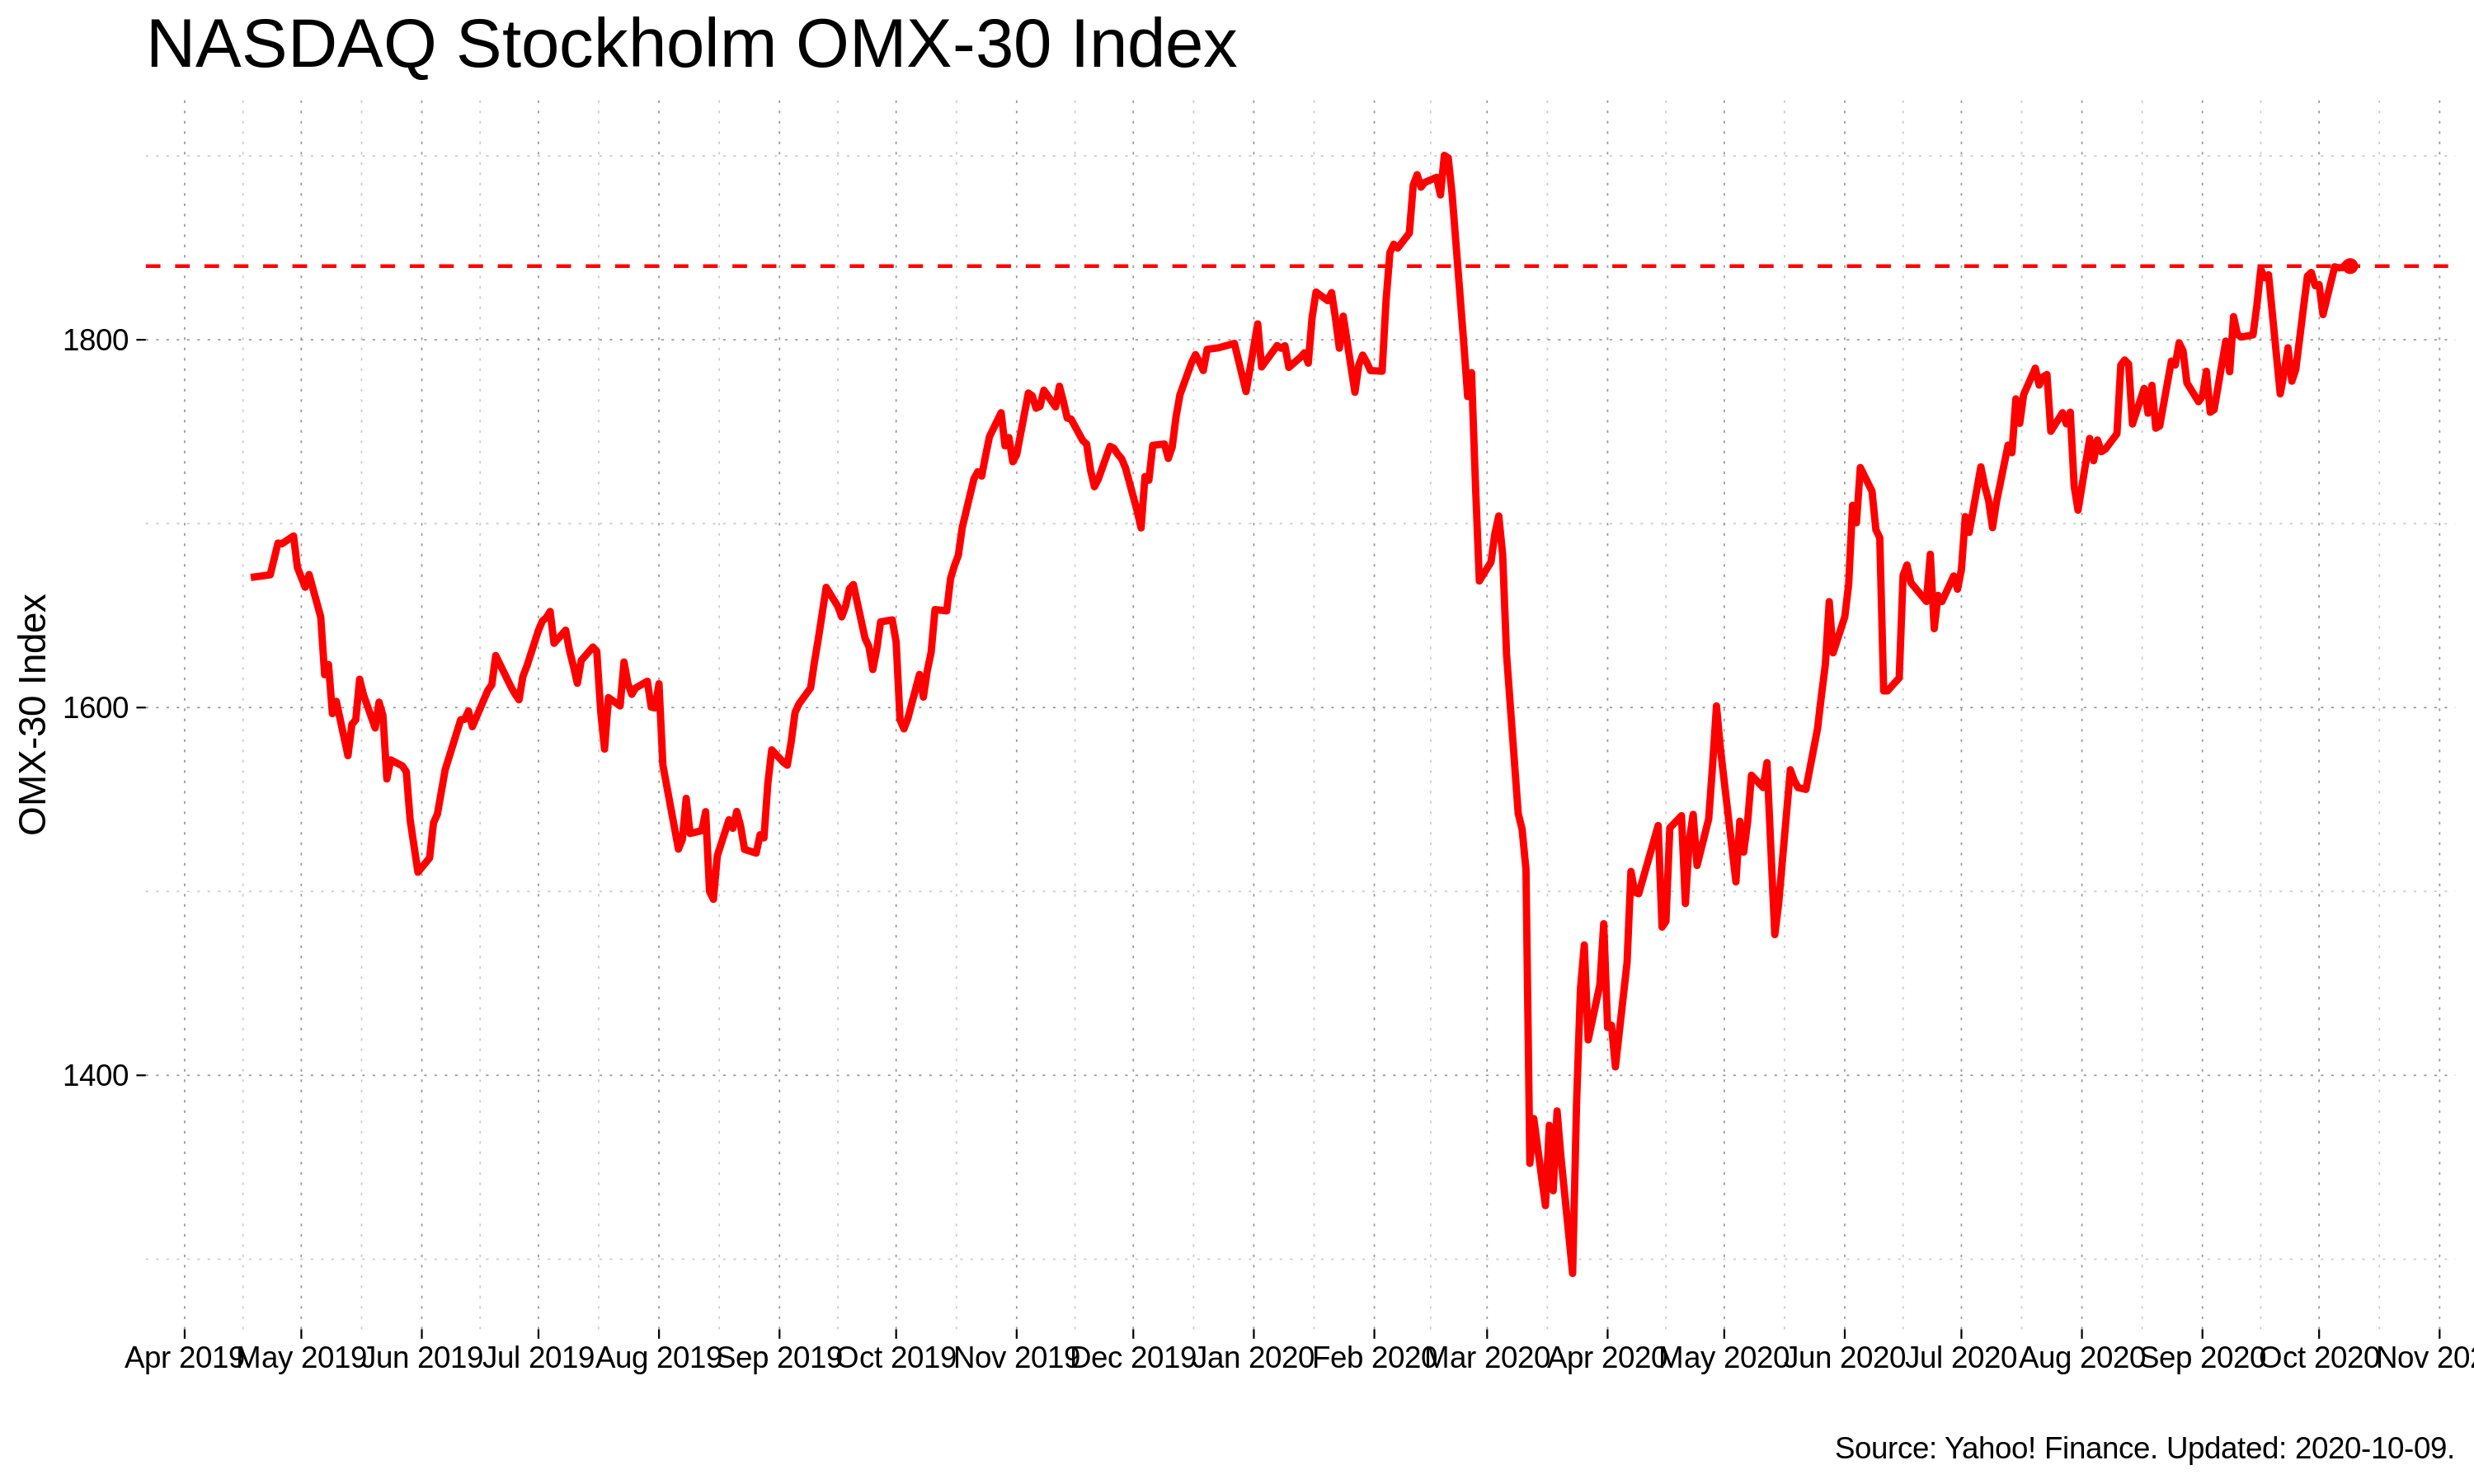 NASDAQ Stockholm OMX-30 Index
OMX-30 Index
1800
1600
1400
Apr 2019 May 2019 Jun 2019 Jul 2019 Aug 2019 Sep 2019 Oct 2019 Nov 2019 Dec 2019 Jan 2020 Feb 2020 Mar 2020 Apr 2020 May 2020 Jun 2020 Jul 2020 Aug 2020 Sep 2020 Oct 2020 Nov 202
Source: Yahoo! Finance. Updated: 2020-10-09.